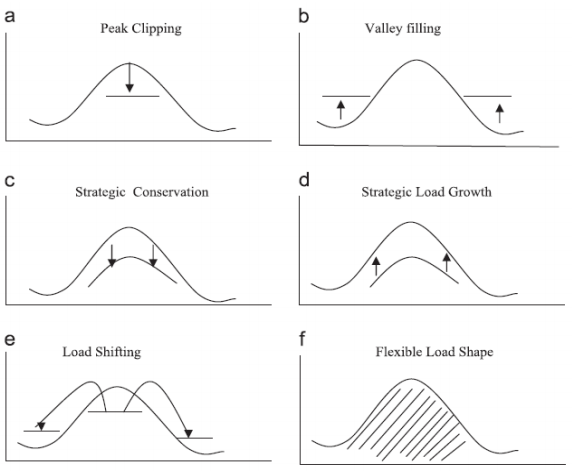 a
Peak Clipping
b
Valley filling
c
Strategic Conservation
d
Strategic Load Growth
e
Load Shifting
f
Flexible Load Shape